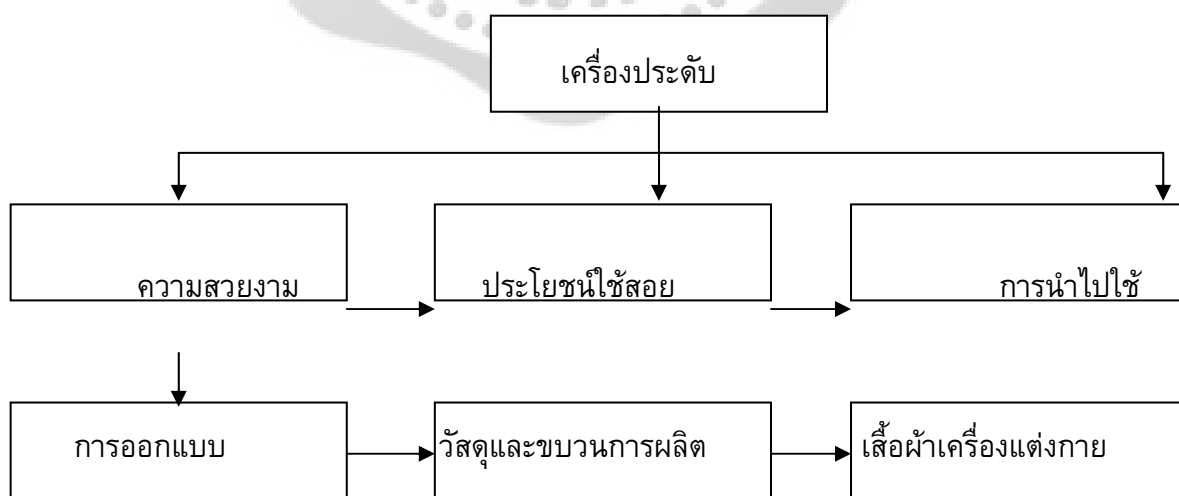 เครื่องประดับ
ความสวยงาม
ประโยชน์ใช้สอย
การนำไปใช้
การออกแบบ
วัสดุและขบวนการผลิต
เสื้อผ้าเครื่องแต่งกาย